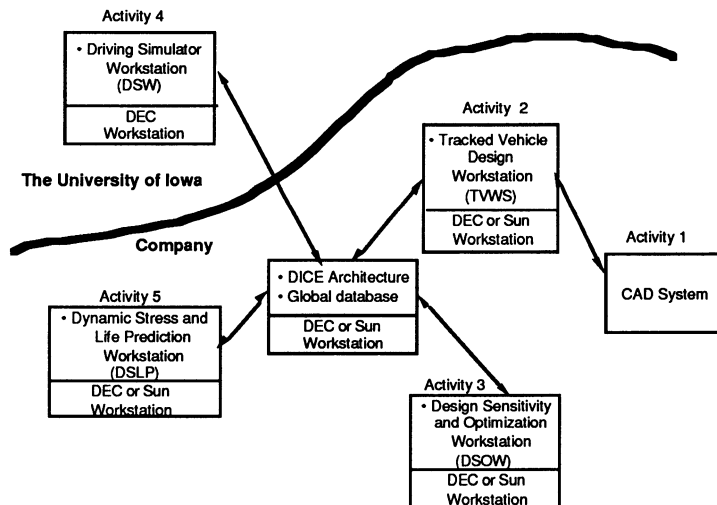 Activity 4
• Driving Simulator
Workstation
(DSW)
DEC
Workstation
The University of Iowa
Company
Activity 2
• Tracked Vehicle
Design
Workstation
(TVWS)
DEC or Sun
Workstation
Activity 1
CAD System
• DICE Architecture
• Global database
DEC or Sun
Workstation
Activity 5
• Dynamic Stress and
Life Prediction
Workstation
(DSLP)
DEC or Sun
Workstation
Activity 3
• Design Sensitivity
and Optimization
Workstation
(DSOW)
DEC or Sun
Workstation